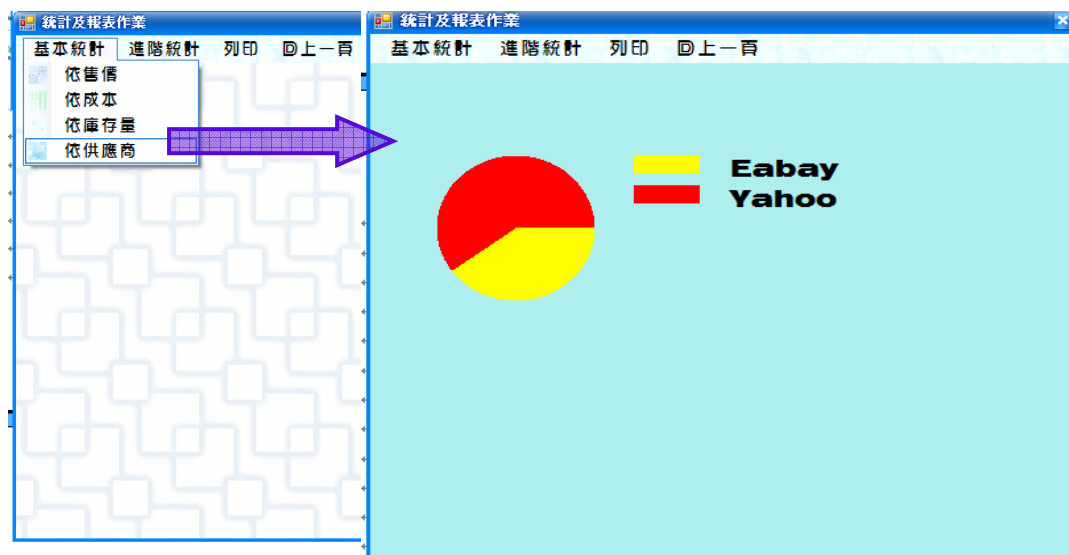 統計及報表作業
基本統計 進階統計 列印 回上一頁
依售價
依成本
依庫存量
依供應商
統計及報表作業
基本統計 進階統計 列印 回上一頁
Eabay
Yahoo